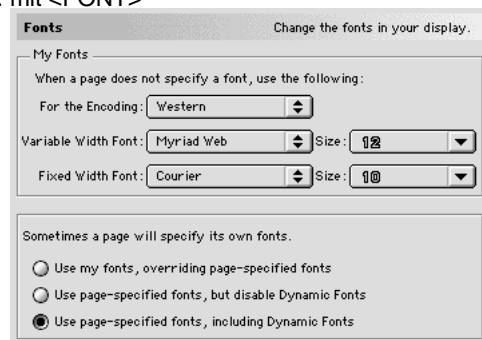 mit <FONT>
Fonts Change the fonts in your display.
My Fonts
When a page does not specify a font, use the following:
For the Encoding: Western
Variable Width Font: Myriad Web Size: 12
Fixed Width Font: Courier Size: 10
Sometimes a page will specify its own fonts.
Use my fonts, overriding page-specified fonts
Use page-specified fonts, but disable Dynamic Fonts
Use page-specified fonts, including Dynamic Fonts